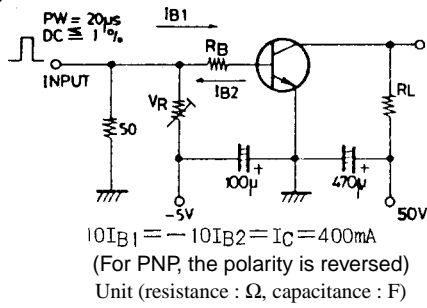 PW = 20μs
DC ≦ 1%
IB1
INPUT
RB
IB2
VR
50
RL
100μ
+
470μ
+
-5V
50V
10IB1 = -10IB2 = IC = 400mA
(For PNP, the polarity is reversed)
Unit (resistance : Ω, capacitance : F)